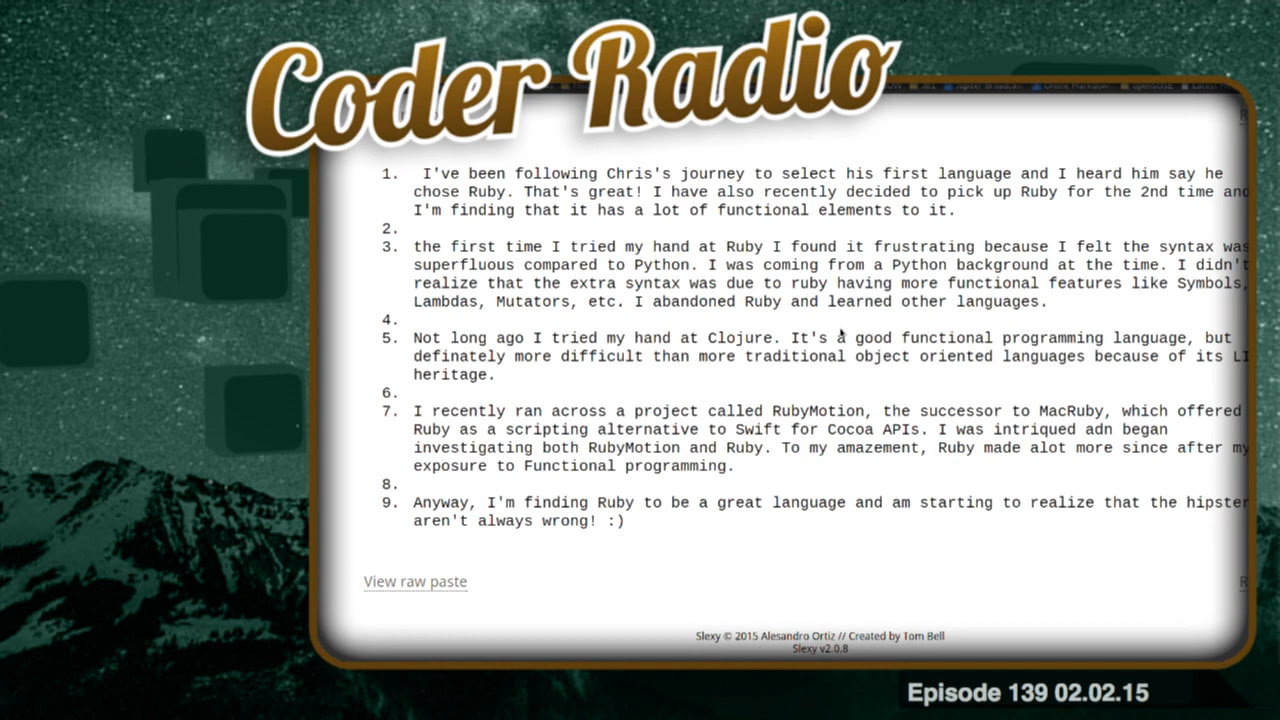 Coder Radio
Jupiter Broadcast
Online Markdown
openSUSE
1. I've been following Chris's journey to select his first language and I heard him say he
chose Ruby. That's great! I have also recently decided to pick up Ruby for the 2nd time and
I'm finding that it has a lot of functional elements to it.
2.
3. the first time I tried my hand at Ruby I found it frustrating because I felt the syntax was
superfluous compared to Python. I was coming from a Python background at the time. I didn't
realize that the extra syntax was due to ruby having more functional features like Symbols,
Lambdas, Mutators, etc. I abandoned Ruby and learned other languages.
4.
5. Not long ago I tried my hand at Clojure. It's a good functional programming language, but
definately more difficult than more traditional object oriented languages because of its LI
heritage.
6.
7. I recently ran across a project called RubyMotion, the successor to MacRuby, which offered
Ruby as a scripting alternative to Swift for Cocoa APIs. I was intriqued adn began
investigating both RubyMotion and Ruby. To my amazement, Ruby made alot more since after my
exposure to Functional programming.
8.
9. Anyway, I'm finding Ruby to be a great language and am starting to realize that the hipster
aren't always wrong! :)
View raw paste
R
Slexy © 2015 Alesandro Ortiz // Created by Tom Bell
Slexy v2.0.8
Episode 139 02.02.15